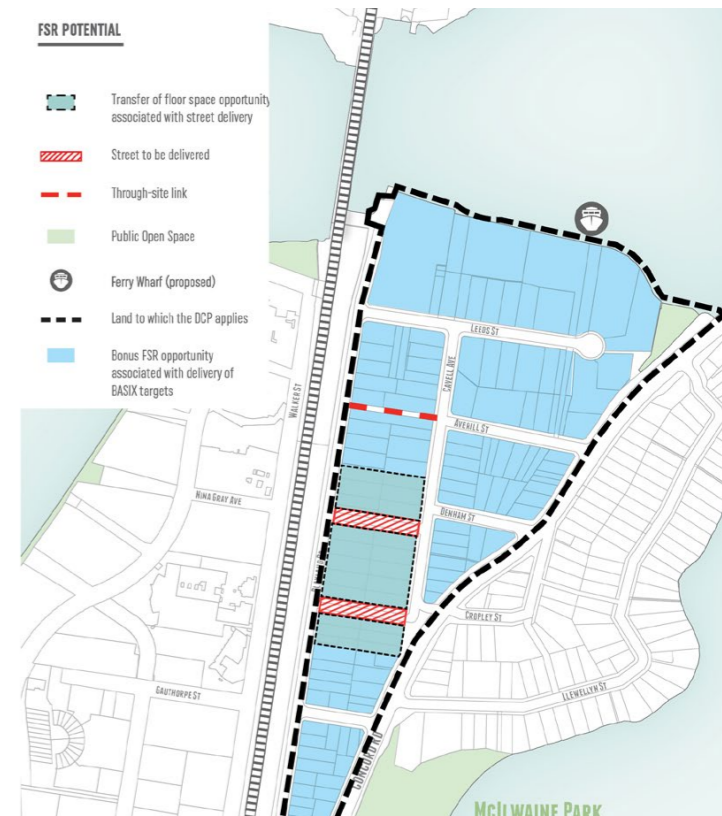 FSR POTENTIAL
Transfer of floor space opportunity
associated with street delivery
Street to be delivered
Through-site link
Public Open Space
Ferry Wharf (proposed)
Land to which the DCP applies
Bonus FSR opportunity
associated with delivery of
BASIX targets
LEEDS ST
CAVELL AVE
WALKER ST
AVERILL ST
NINA GRAY AVE
DENHAM ST
CROPLEY ST
GAUTHORPE ST
LLEWELLYN ST
CONCORD RD
MCILWAINE PARK